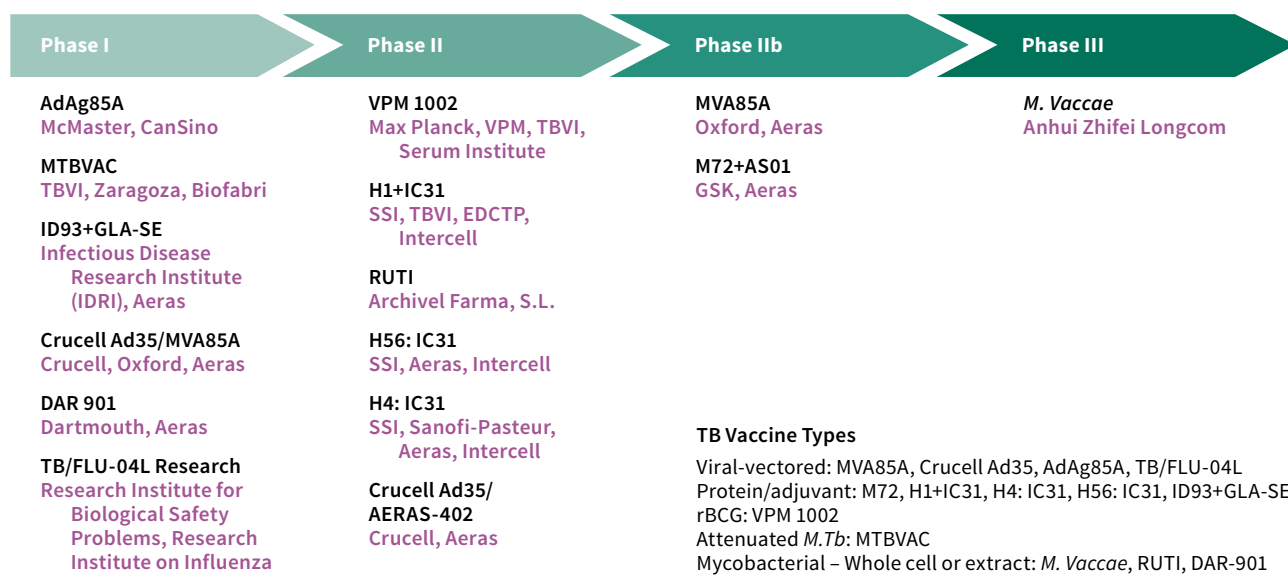 Phase I
Phase II
Phase IIb
Phase III
AdAg85A
McMaster, CanSino
MTBVAC
TBVI, Zaragoza, Biofabri
ID93+GLA-SE
Infectious Disease
Research Institute
(IDRI), Aeras
Crucell Ad35/MVA85A
Crucell, Oxford, Aeras
DAR 901
Dartmouth, Aeras
TB/FLU-04L Research
Research Institute for
Biological Safety
Problems, Research
Institute on Influenza
VPM 1002
Max Planck, VPM, TBVI,
Serum Institute
H1+IC31
SSI, TBVI, EDCTP,
Intercell
RUTI
Archivel Farma, S.L.
H56: IC31
SSI, Aeras, Intercell
H4: IC31
SSI, Sanofi-Pasteur,
Aeras, Intercell
Crucell Ad35/
AERAS-402
Crucell, Aeras
MVA85A
Oxford, Aeras
M72+AS01
GSK, Aeras
M. Vaccae
Anhui Zhifei Longcom
TB Vaccine Types
Viral-vectored: MVA85A, Crucell Ad35, AdAg85A, TB/FLU-04L
Protein/adjuvant: M72, H1+IC31, H4: IC31, H56: IC31, ID93+GLA-SE
rBCG: VPM 1002
Attenuated M.Tb: MTBVAC
Mycobacterial – Whole cell or extract: M. Vaccae, RUTI, DAR-901